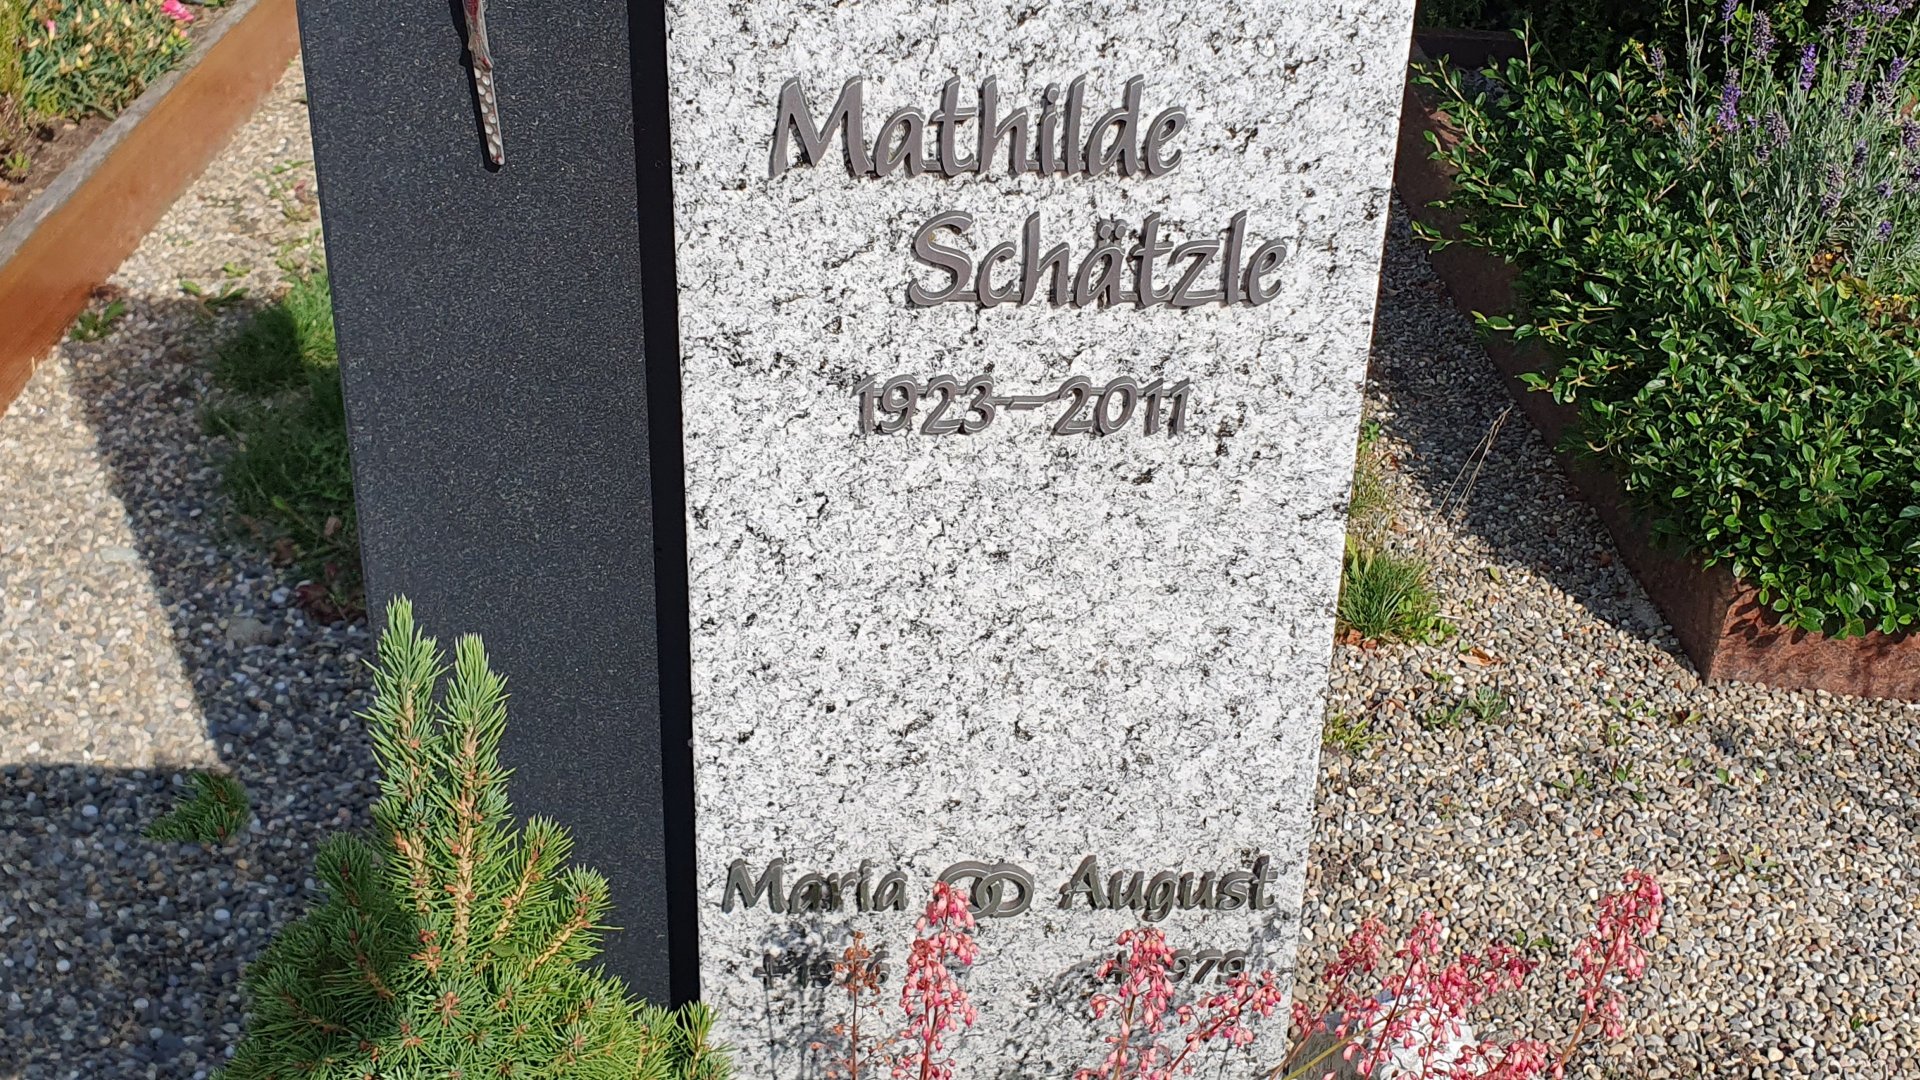 Mathilde
Schätzle
1923–2011
Maria August